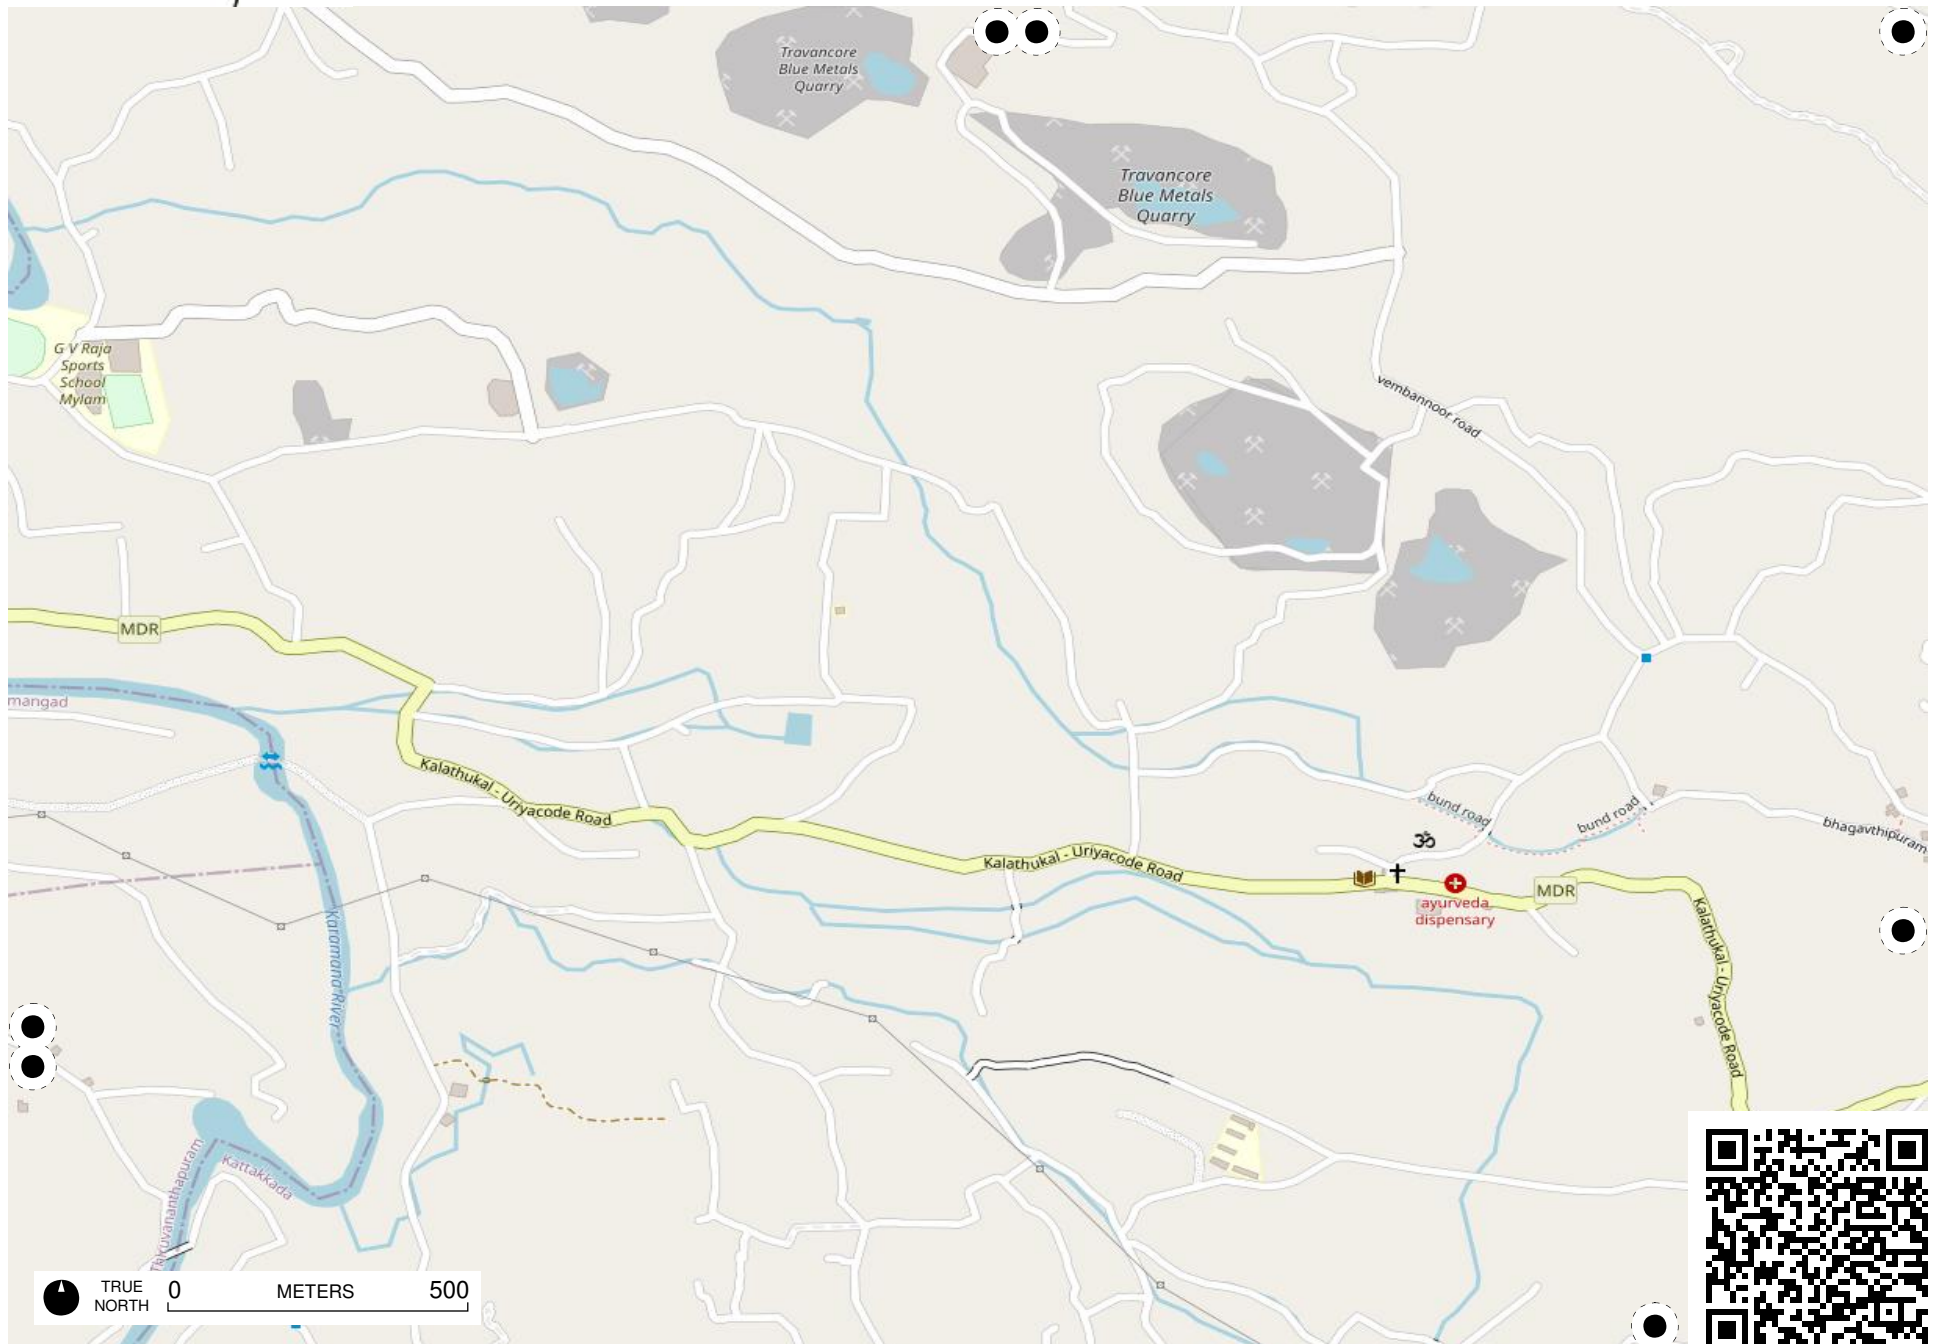 Travancore
Blue Metals
Quarry
Travancore
Blue Metals
Quarry
G V Raja
Sports
School
Mylam
vembannoor road
MDR
mangad
Kalathukal - Uriyacode Road
bund road
bund road
bhagavthipuram
ॐ
Kalathukal - Uriyacode Road
MDR
ayurveda
dispensary
Kalathukal - Uriyacode Road
Karamana River
Kattakkada
Thiruvananthapuram
TRUE
NORTH
0 METERS 500